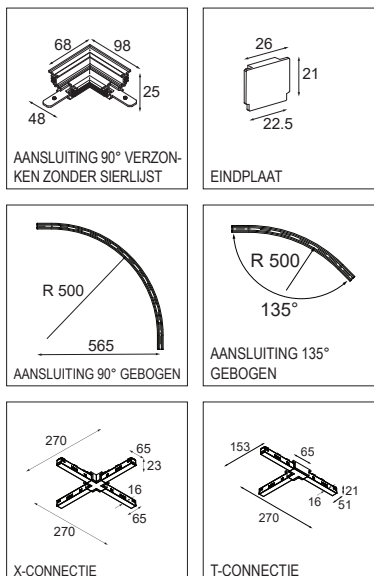 68
98
25
48
AANSLUITING 90° VERZON-
KEN ZONDER SIERLIJST
26
21
22.5
EINDPLAAT
R 500
565
AANSLUITING 90° GEBOGEN
R 500
135°
AANSLUITING 135°
GEBOGEN
270
65
23
16
65
270
X-CONNECTIE
153
65
21
16
51
270
T-CONNECTIE